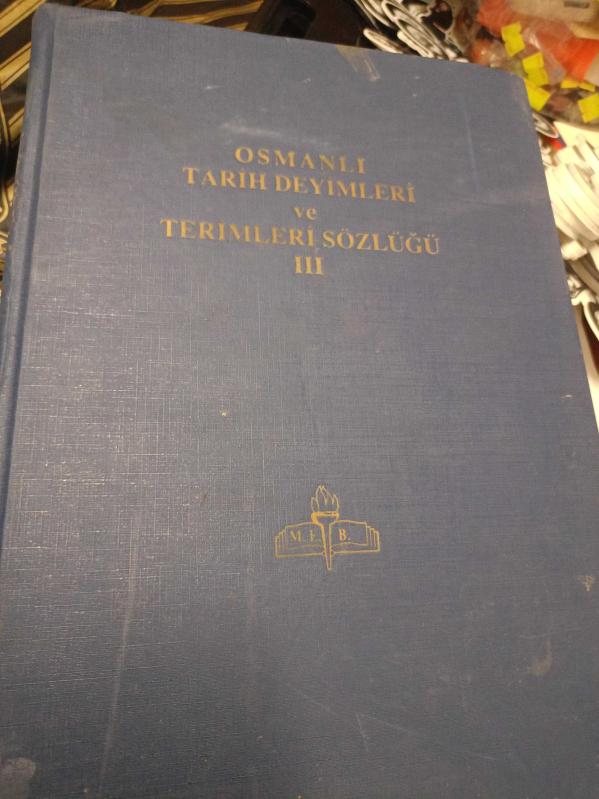 OSMANLI
TARİH DEYİMLERİ
ve
TERİMLERİ SÖZLÜĞÜ
III
M. E. B.